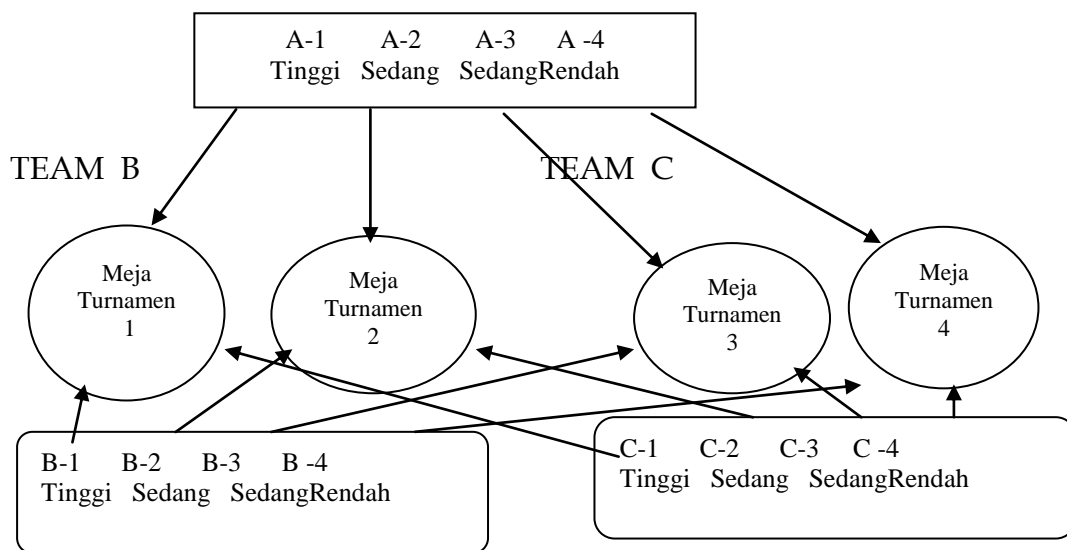 A-1 A-2 A-3 A -4
Tinggi Sedang SedangRendah
TEAM B TEAM C
Meja
Turnamen
1
Meja
Turnamen
2
Meja
Turnamen
3
Meja
Turnamen
4
B-1 B-2 B-3 B -4
Tinggi Sedang SedangRendah
C-1 C-2 C-3 C -4
Tinggi Sedang SedangRendah